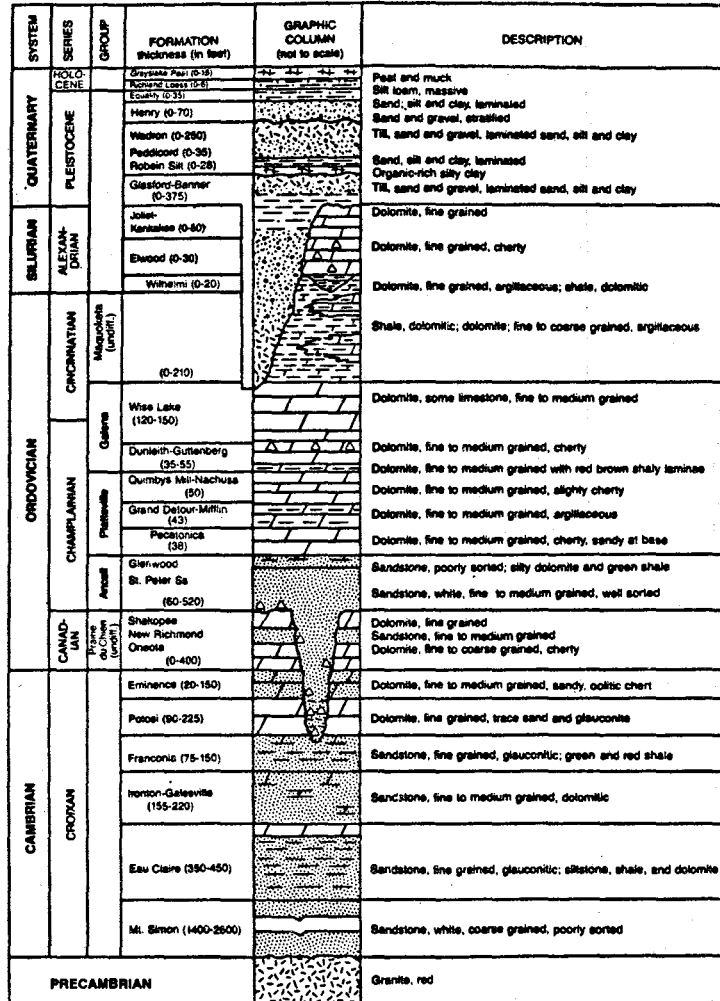 SYSTEM
SERIES
GROUP
FORMATION
thickness (in feet)
GRAPHIC
COLUMN
(not to scale)
DESCRIPTION
QUATERNARY
HOLO-
CENE
PLEISTOCENE
Grayslake Peat (0-15)
Peat and muck
Richland Loess (0-6)
Silt loam, massive
Equality (0-35)
Sand; silt and clay, laminated
Henry (0-70)
Sand and gravel, stratified
Wadron (0-250)
Till, sand and gravel, laminated sand, silt and clay
Peddicord (0-35)
Sand, silt and clay, laminated
Robein Silt (0-28)
Organic-rich silty clay
Glasford-Banner
(0-375)
Till, sand and gravel, laminated sand, silt and clay
SILURIAN
ALEXAN-
DRIAN
Joliet-
Kankakee (0-50)
Dolomite, fine grained
Elwood (0-30)
Dolomite, fine grained, cherty
Wilhelmi (0-20)
Dolomite, fine grained, argillaceous; shale, dolomitic
ORDOVICIAN
CINCINNATIAN
Maquoketa
(undiff.)
(0-210)
Shale, dolomitic; dolomite; fine to coarse grained, argillaceous
CHAMPLAINIAN
Galena
Wise Lake
(120-150)
Dolomite, some limestone, fine to medium grained
Dunleith-Guttenberg
(35-55)
Dolomite, fine to medium grained, cherty
Dolomite, fine to medium grained with red brown shaly laminae
Platteville
Quimbys Mill-Nachusa
(50)
Dolomite, fine to medium grained, slighty cherty
Grand Detour-Mifflin
(43)
Dolomite, fine to medium grained, argillaceous
Pecatonica
(38)
Dolomite, fine to medium grained, cherty, sandy at base
Ancell
Glenwood
Sandstone, poorly sorted; silty dolomite and green shale
St. Peter Ss
(60-520)
Sandstone, white, fine to medium grained, well sorted
CANAD-
IAN
Prairie
du Chien
(undiff.)
Shakopee
Dolomite, fine grained
New Richmond
Sandstone, fine to medium grained
Oneota
(0-400)
Dolomite, fine to coarse grained, cherty
CAMBRIAN
CROIXAN
Eminence (20-150)
Dolomite, fine to medium grained, sandy, oolitic chert
Potosi (90-225)
Dolomite, fine grained, trace sand and glauconite
Franconia (75-150)
Sandstone, fine grained, glauconitic; green and red shale
Ironton-Galesville
(155-220)
Sandstone, fine to medium grained, dolomitic
Eau Claire (350-450)
Sandstone, fine grained, glauconitic; siltstone, shale, and dolomite
Mt. Simon (1400-2600)
Sandstone, white, coarse grained, poorly sorted
PRECAMBRIAN
Granite, red